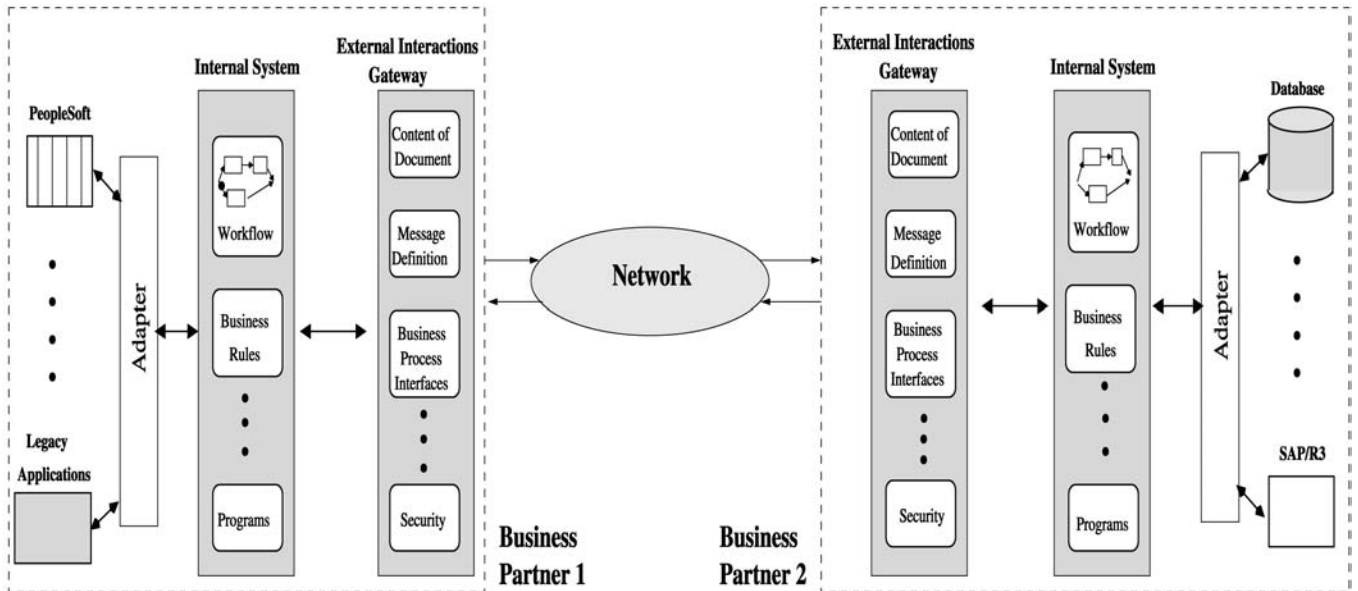 External Interactions
Gateway
Internal System
PeopleSoft
Adapter
Workflow
Business
Rules
Programs
Content of
Document
Message
Definition
Business
Process
Interfaces
Security
Legacy
Applications
Business
Partner 1
Network
Business
Partner 2
External Interactions
Gateway
Internal System
Database
Content of
Document
Message
Definition
Business
Process
Interfaces
Security
Workflow
Business
Rules
Programs
Adapter
SAP/R3